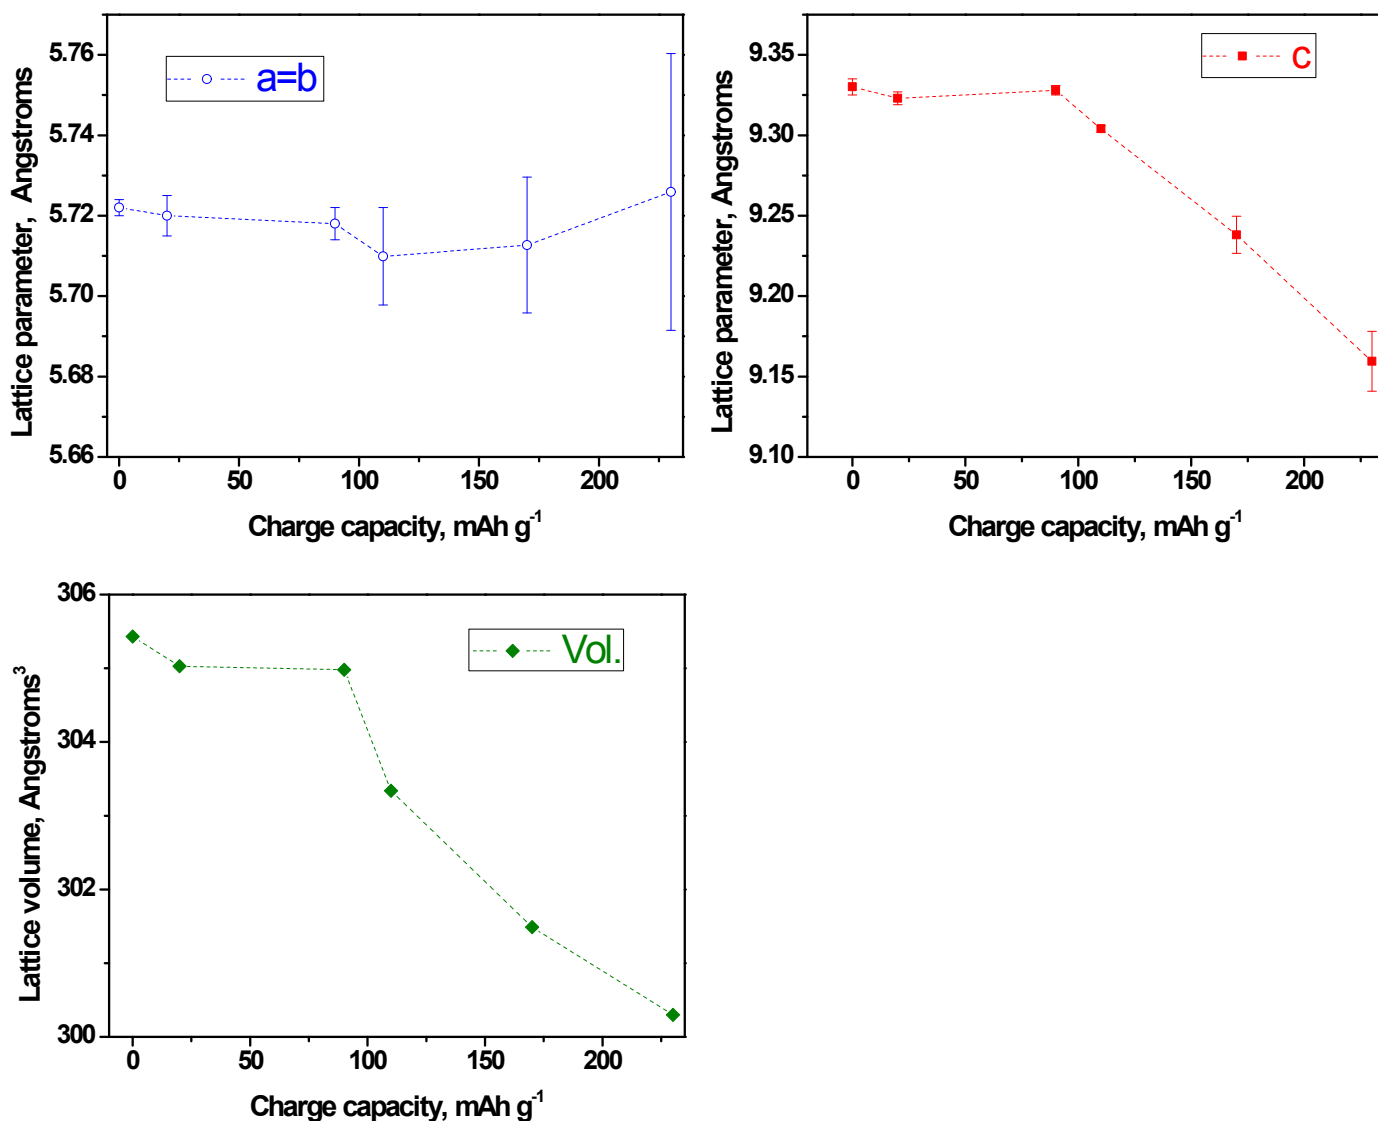 a=b
5.76
5.74
5.72
5.70
5.68
5.66
Lattice parameter, Angstroms
0 50 100 150 200
Charge capacity, mAh g⁻¹
c
9.35
9.30
9.25
9.20
9.15
9.10
Lattice parameter, Angstroms
0 50 100 150 200
Charge capacity, mAh g⁻¹
Vol.
306
304
302
300
Lattice volume, Angstroms³
0 50 100 150 200
Charge capacity, mAh g⁻¹